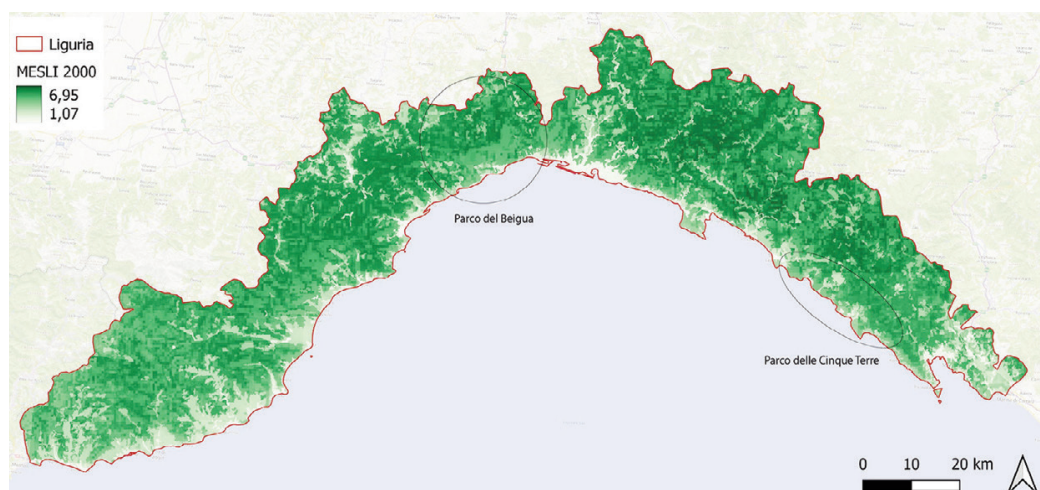 Liguria
MESLI 2000
6,95
1,07
Parco del Beigua
Parco delle Cinque Terre
0 10 20 km